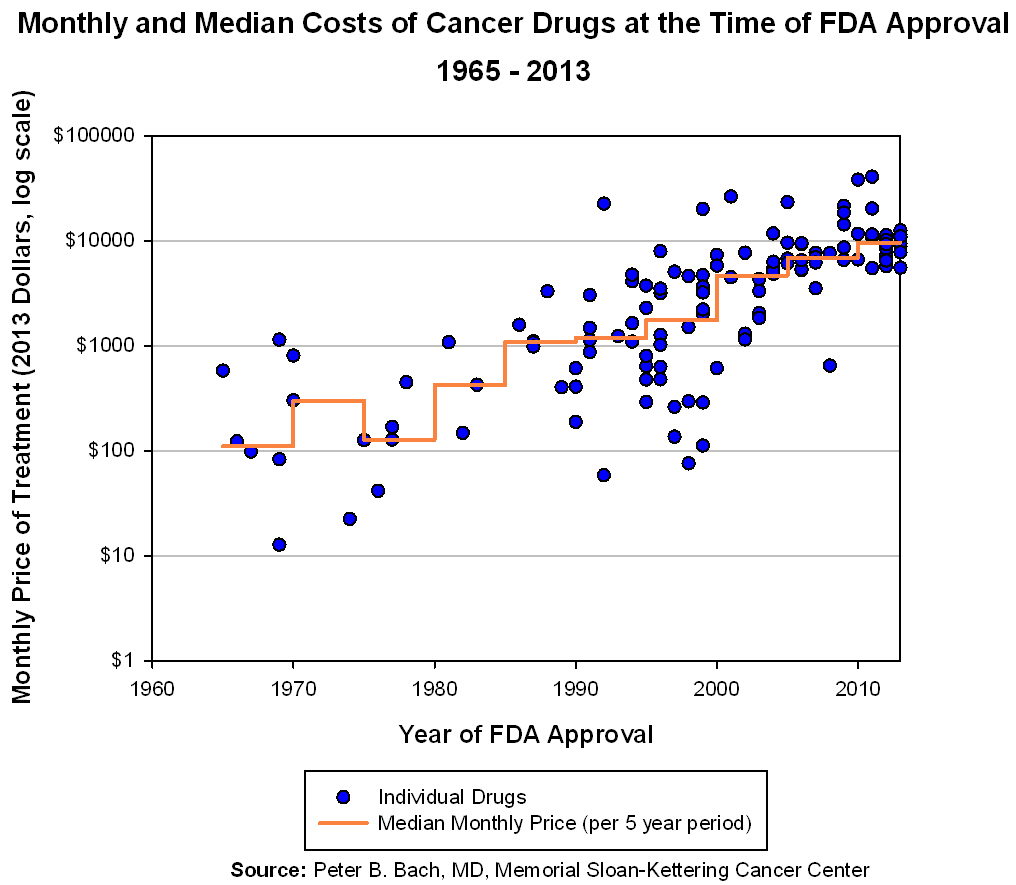 Monthly and Median Costs of Cancer Drugs at the Time of FDA Approval
1965 - 2013
Monthly Price of Treatment (2013 Dollars, log scale)
$100000
$10000
$1000
$100
$10
$1
1960 1970 1980 1990 2000 2010
Year of FDA Approval
Individual Drugs
Median Monthly Price (per 5 year period)
Source: Peter B. Bach, MD, Memorial Sloan-Kettering Cancer Center